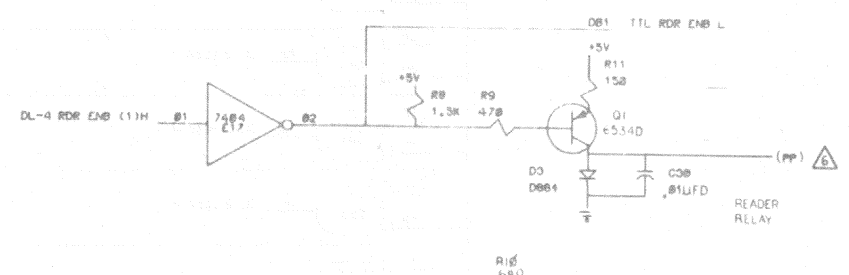 DB1 TTL RDR ENB L
+5V
R11
150
+5V
R8
1.5K
R9
470
DL-4 RDR ENB (1)H
01
7404
E17
02
Q1
6534D
(PP)
6
D3
D664
C30
.01UFD
READER
RELAY
R10
680